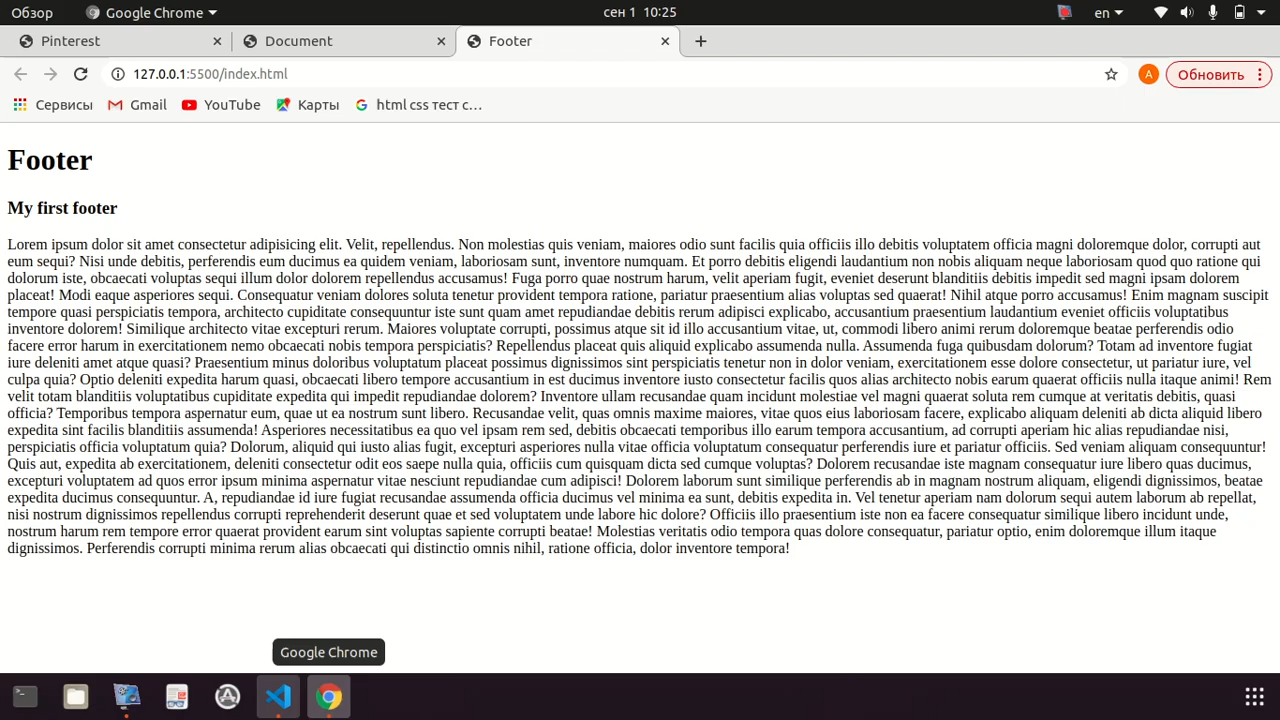 Обзор Google Chrome сен 1 10:25 en
Pinterest Document Footer
127.0.0.1:5500/index.html А Обновить
Сервисы Gmail YouTube Карты html css тест с…
Footer
My first footer
Lorem ipsum dolor sit amet consectetur adipisicing elit. Velit, repellendus. Non molestias quis veniam, maiores odio sunt facilis quia officiis illo debitis voluptatem officia magni doloremque dolor, corrupti aut
eum sequi? Nisi unde debitis, perferendis eum ducimus ea quidem veniam, laboriosam sunt, inventore numquam. Et porro debitis eligendi laudantium non nobis aliquam neque laboriosam quod quo ratione qui
dolorum iste, obcaecati voluptas sequi illum dolor dolorem repellendus accusamus! Fuga porro quae nostrum harum, velit aperiam fugit, eveniet deserunt blanditiis debitis impedit sed magni ipsam dolorem
placeat! Modi eaque asperiores sequi. Consequatur veniam dolores soluta tenetur provident tempora ratione, pariatur praesentium alias voluptas sed quaerat! Nihil atque porro accusamus! Enim magnam suscipit
tempore quasi perspiciatis tempora, architecto cupiditate consequuntur iste sunt quam amet repudiandae debitis rerum adipisci explicabo, accusantium praesentium laudantium eveniet officiis voluptatibus
inventore dolorem! Similique architecto vitae excepturi rerum. Maiores voluptate corrupti, possimus atque sit id illo accusantium vitae, ut, commodi libero animi rerum doloremque beatae perferendis odio
facere error harum in exercitationem nemo obcaecati nobis tempora perspiciatis? Repellendus placeat quis aliquid explicabo assumenda nulla. Assumenda fuga quibusdam dolorum? Totam ad inventore fugiat
iure deleniti amet atque quasi? Praesentium minus doloribus voluptatum placeat possimus dignissimos sint perspiciatis tenetur non in dolor veniam, exercitationem esse dolore consectetur, ut pariatur iure, vel
culpa quia? Optio deleniti expedita harum quasi, obcaecati libero tempore accusantium in est ducimus inventore iusto consectetur facilis quos alias architecto nobis earum quaerat officiis nulla itaque animi! Rem
velit totam blanditiis voluptatibus cupiditate expedita qui impedit repudiandae dolorem? Inventore ullam recusandae quam incidunt molestiae vel magni quaerat soluta rem cumque at veritatis debitis, quasi
officia? Temporibus tempora aspernatur eum, quae ut ea nostrum sunt libero. Recusandae velit, quas omnis maxime maiores, vitae quos eius laboriosam facere, explicabo aliquam deleniti ab dicta aliquid libero
expedita sint facilis blanditiis assumenda! Asperiores necessitatibus ea quo vel ipsam rem sed, debitis obcaecati temporibus illo earum tempora accusantium, ad corrupti aperiam hic alias repudiandae nisi,
perspiciatis officia voluptatum quia? Dolorum, aliquid qui iusto alias fugit, excepturi asperiores nulla vitae officia voluptatum consequatur perferendis iure et pariatur officiis. Sed veniam aliquam consequuntur!
Quis aut, expedita ab exercitationem, deleniti consectetur odit eos saepe nulla quia, officiis cum quisquam dicta sed cumque voluptas? Dolorem recusandae iste magnam consequatur iure libero quas ducimus,
excepturi voluptatem ad quos error ipsum minima aspernatur vitae nesciunt repudiandae cum adipisci! Dolorem laborum sunt similique perferendis ab in magnam nostrum aliquam, eligendi dignissimos, beatae
expedita ducimus consequuntur. A, repudiandae id iure fugiat recusandae assumenda officia ducimus vel minima ea sunt, debitis expedita in. Vel tenetur aperiam nam dolorum sequi autem laborum ab repellat,
nisi nostrum dignissimos repellendus corrupti reprehenderit deserunt quae et sed voluptatem unde labore hic dolore? Officiis illo praesentium iste non ea facere consequatur similique libero incidunt unde,
nostrum harum rem tempore error quaerat provident earum sint voluptas sapiente corrupti beatae! Molestias veritatis odio tempora quas dolore consequatur, pariatur optio, enim doloremque illum itaque
dignissimos. Perferendis corrupti minima rerum alias obcaecati qui distinctio omnis nihil, ratione officia, dolor inventore tempora!
Google Chrome